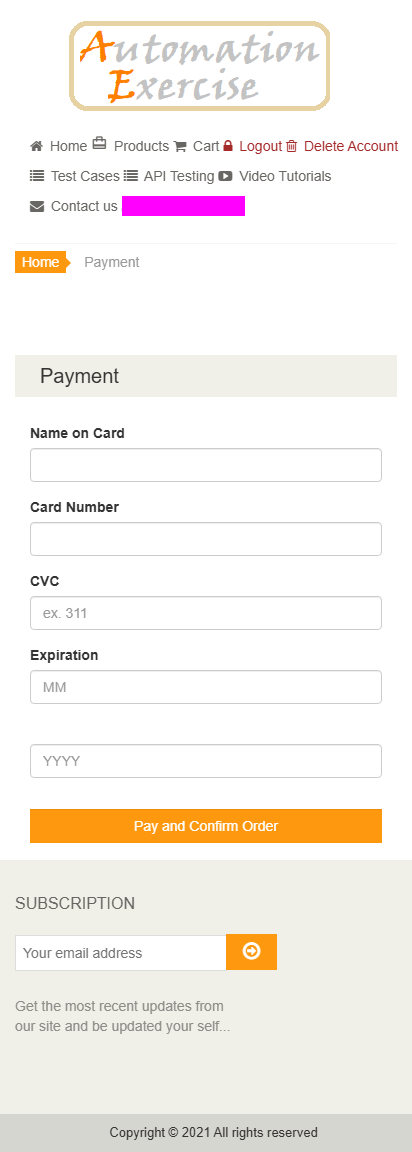 Automation
Exercise
Home Products Cart Logout Delete Account
Test Cases API Testing Video Tutorials
Contact us
Home Payment
Payment
Name on Card
Card Number
CVC
ex. 311
Expiration
MM
YYYY
Pay and Confirm Order
SUBSCRIPTION
Your email address
Get the most recent updates from
our site and be updated your self...
Copyright © 2021 All rights reserved